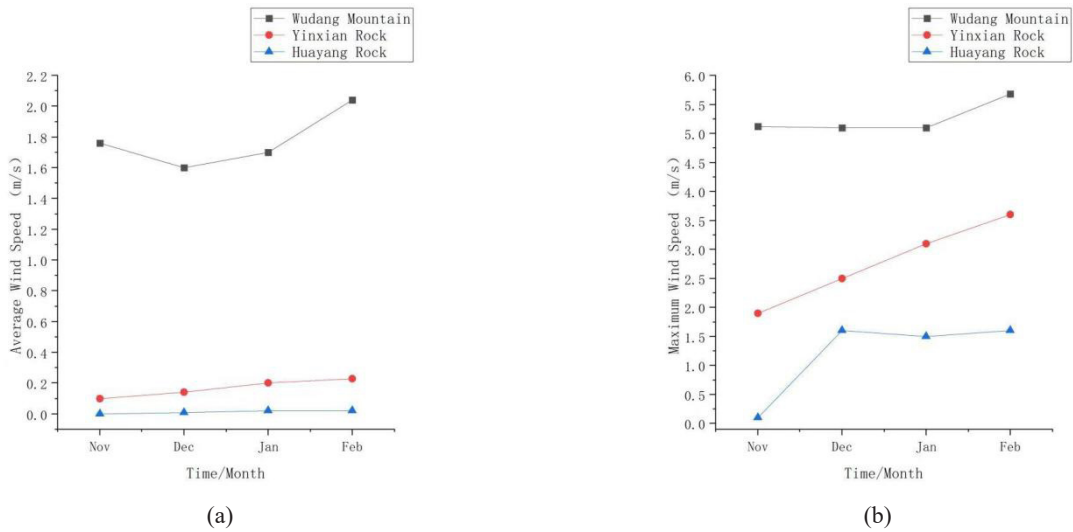 Wudang Mountain
Yinxian Rock
Huayang Rock
2.2
2.0
1.8
1.6
1.4
1.2
1.0
0.8
0.6
0.4
0.2
0.0
Average Wind Speed (m/s)
Nov Dec Jan Feb
Time/Month
(a)
Wudang Mountain
Yinxian Rock
Huayang Rock
6.0
5.5
5.0
4.5
4.0
3.5
3.0
2.5
2.0
1.5
1.0
0.5
0.0
Maximum Wind Speed (m/s)
Nov Dec Jan Feb
Time/Month
(b)